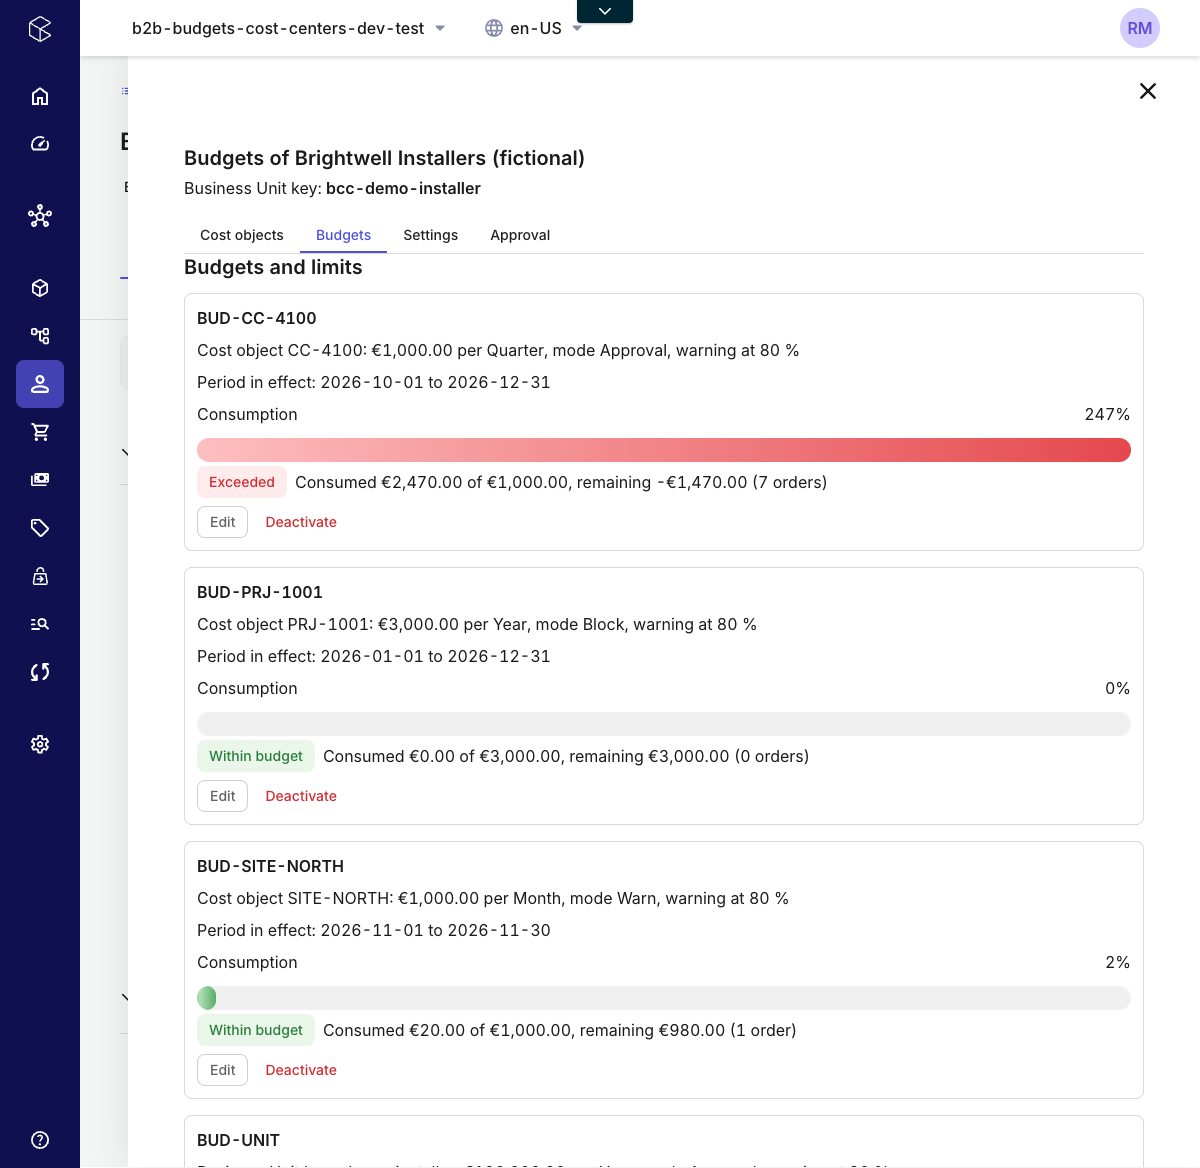 b2b-budgets-cost-centers-dev-test
en-US
RM
Budgets of Brightwell Installers (fictional)
Business Unit key: bcc-demo-installer
Cost objects
Budgets
Settings
Approval
Budgets and limits
BUD-CC-4100
Cost object CC-4100: €1,000.00 per Quarter, mode Approval, warning at 80 %
Period in effect: 2026-10-01 to 2026-12-31
Consumption 247%
Exceeded Consumed €2,470.00 of €1,000.00, remaining -€1,470.00 (7 orders)
Edit Deactivate
BUD-PRJ-1001
Cost object PRJ-1001: €3,000.00 per Year, mode Block, warning at 80 %
Period in effect: 2026-01-01 to 2026-12-31
Consumption 0%
Within budget Consumed €0.00 of €3,000.00, remaining €3,000.00 (0 orders)
Edit Deactivate
BUD-SITE-NORTH
Cost object SITE-NORTH: €1,000.00 per Month, mode Warn, warning at 80 %
Period in effect: 2026-11-01 to 2026-11-30
Consumption 2%
Within budget Consumed €20.00 of €1,000.00, remaining €980.00 (1 order)
Edit Deactivate
BUD-UNIT